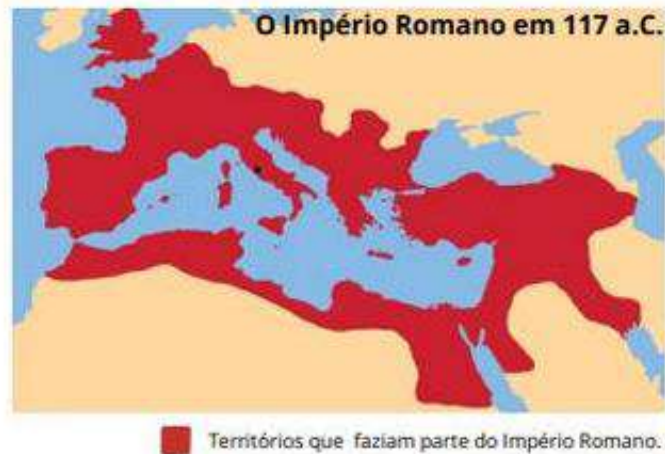 O Império Romano em 117 a.C.
Territórios que faziam parte do Império Romano.